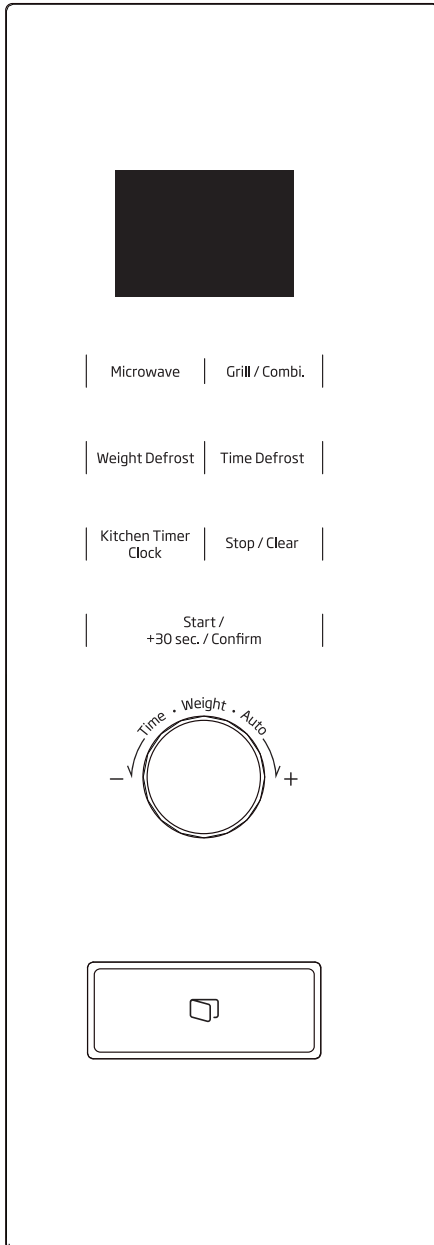 Microwave
Grill / Combi.
Weight Defrost
Time Defrost
Kitchen Timer
Clock
Stop / Clear
Start /
+30 sec. / Confirm
Time . Weight . Auto
− +